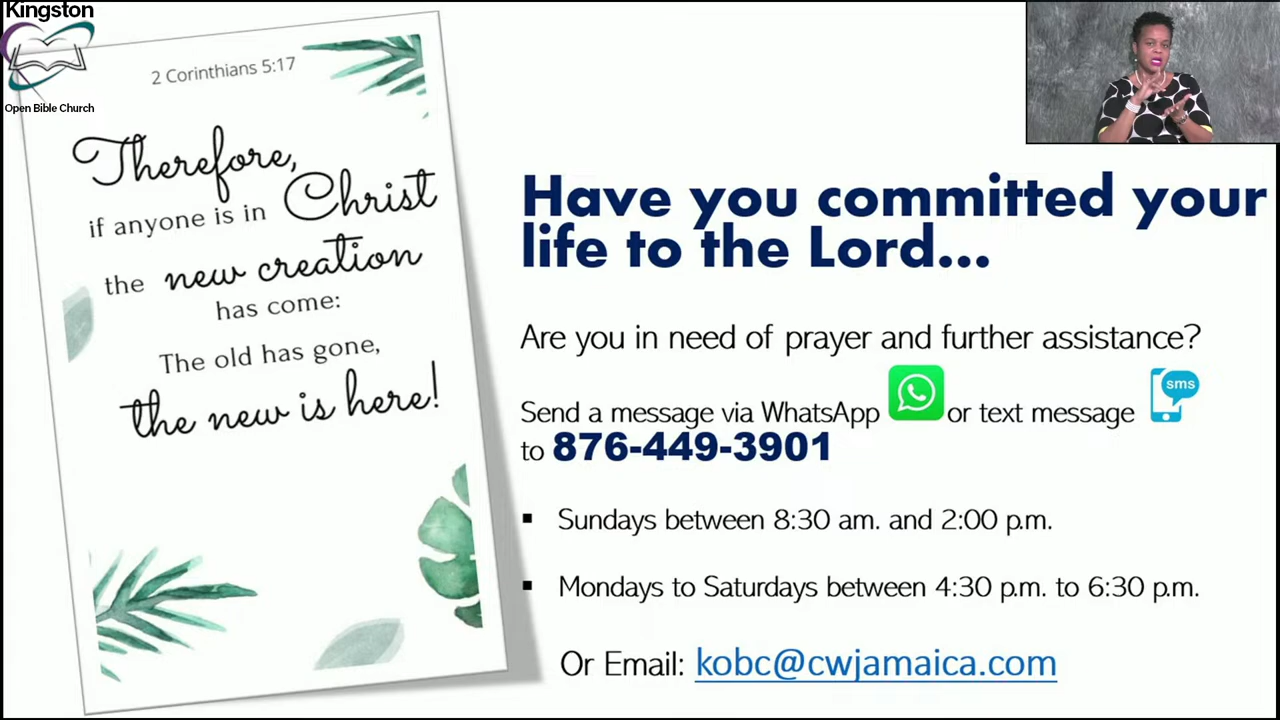 Kingston
Open Bible Church
2 Corinthians 5:17
Therefore,
if anyone is in Christ
the new creation
has come:
The old has gone,
the new is here!
Have you committed your
life to the Lord...
Are you in need of prayer and further assistance?
Send a message via WhatsApp or text message
sms
to 876-449-3901
▪ Sundays between 8:30 am. and 2:00 p.m.
▪ Mondays to Saturdays between 4:30 p.m. to 6:30 p.m.
Or Email: kobc@cwjamaica.com